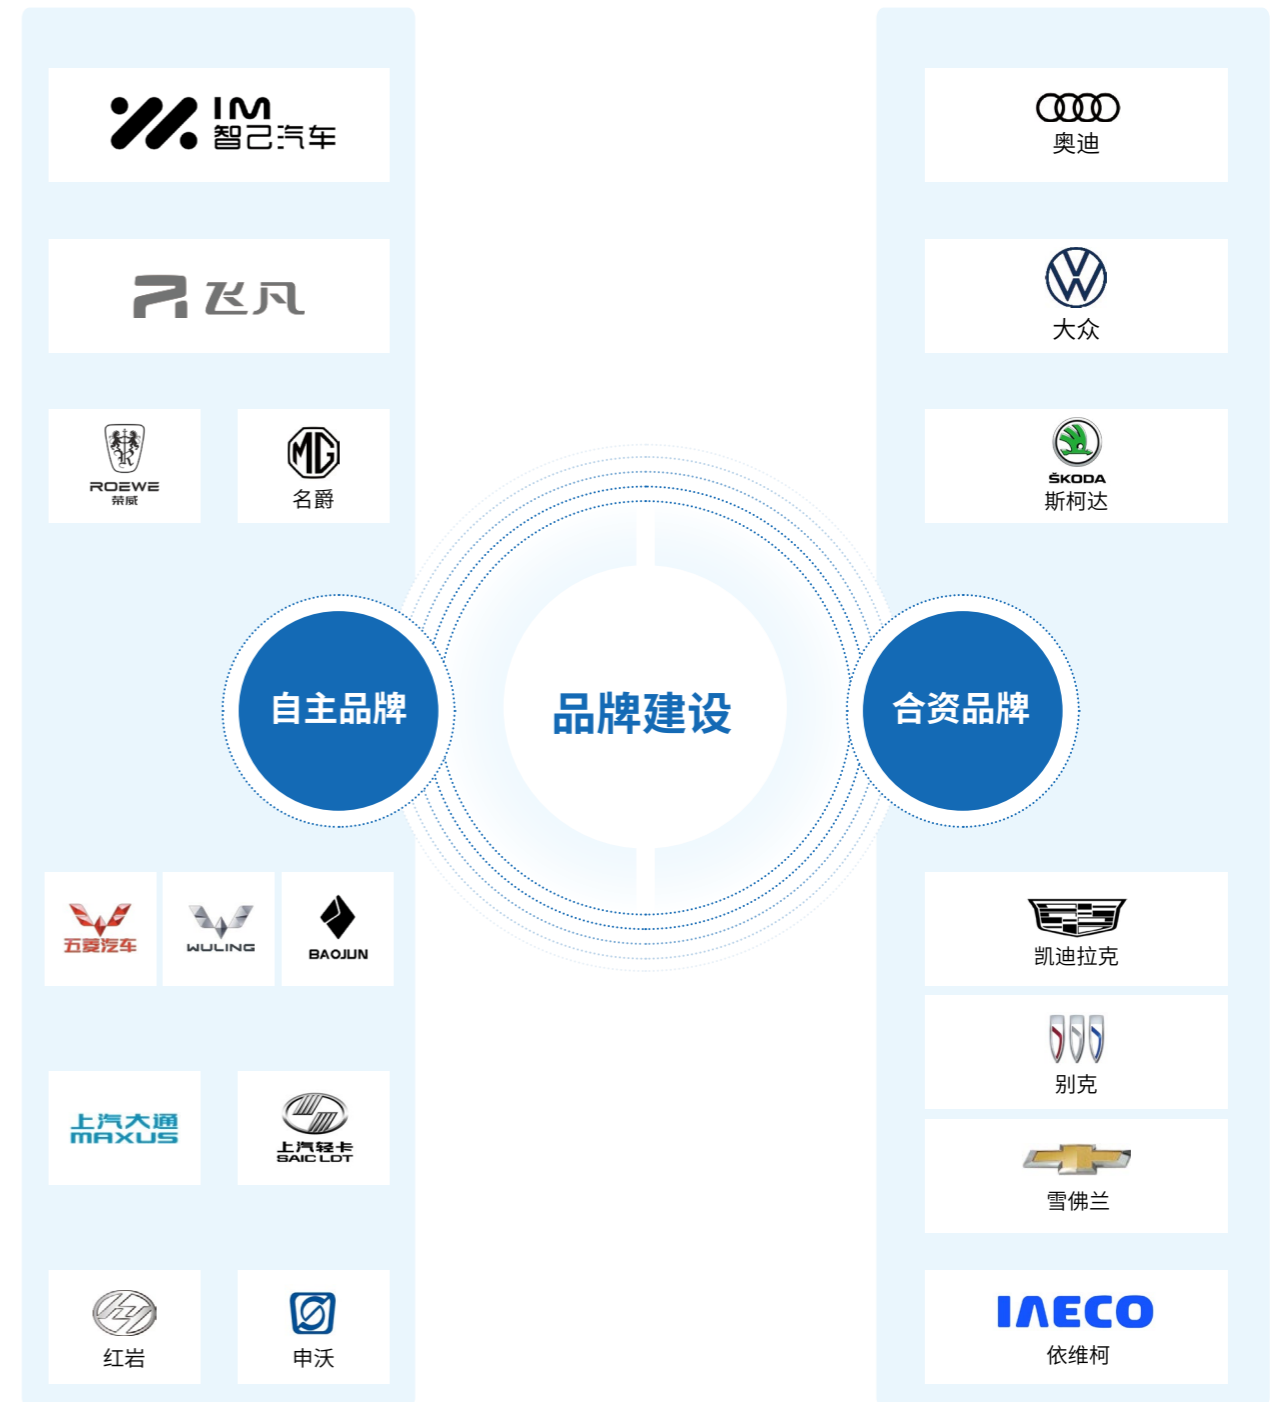 IM
智己汽车
飞凡
ROEWE
荣威
MG
名爵
自主品牌
五菱汽车
WULING
BAOJUN
上汽大通
MAXUS
上汽轻卡
SAIC LDT
红岩
申沃
品牌建设
奥迪
大众
ŠKODA
斯柯达
合资品牌
凯迪拉克
别克
雪佛兰
IVECO
依维柯